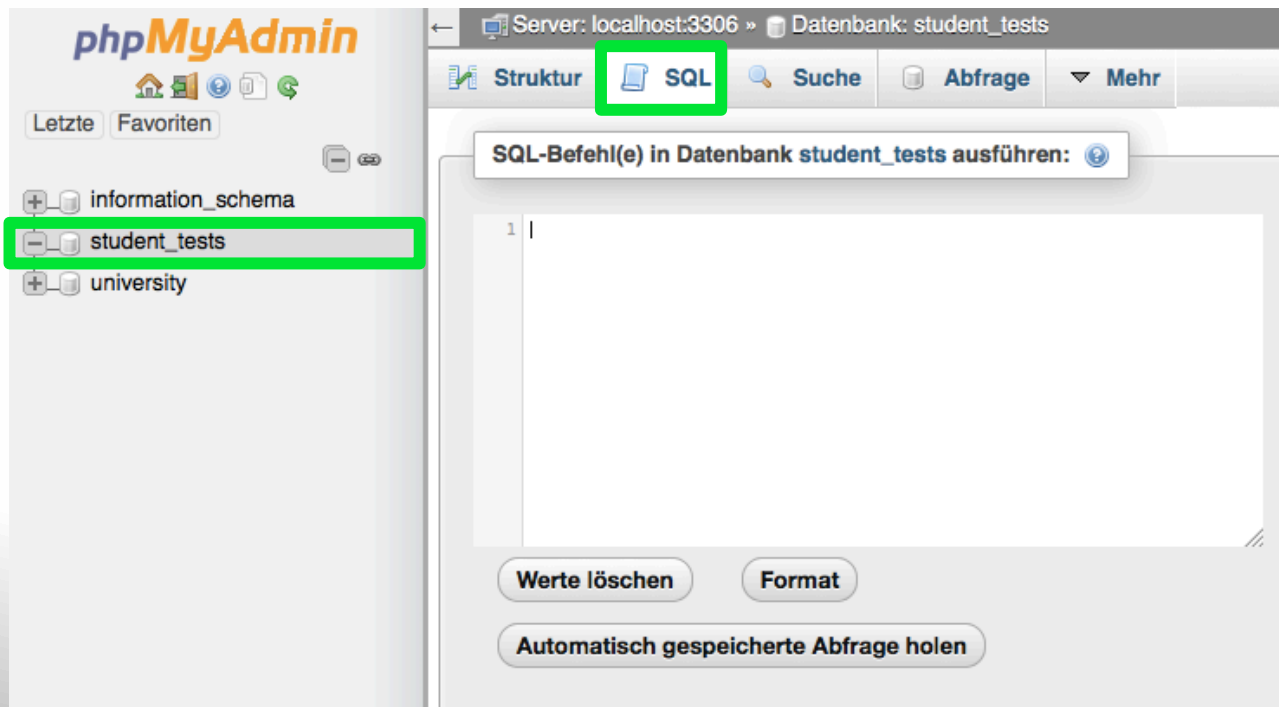 phpMyAdmin
Letzte Favoriten
information_schema
student_tests
university
← Server: localhost:3306 » Datenbank: student_tests
Struktur SQL Suche Abfrage Mehr
SQL-Befehl(e) in Datenbank student_tests ausführen:
1
Werte löschen Format
Automatisch gespeicherte Abfrage holen